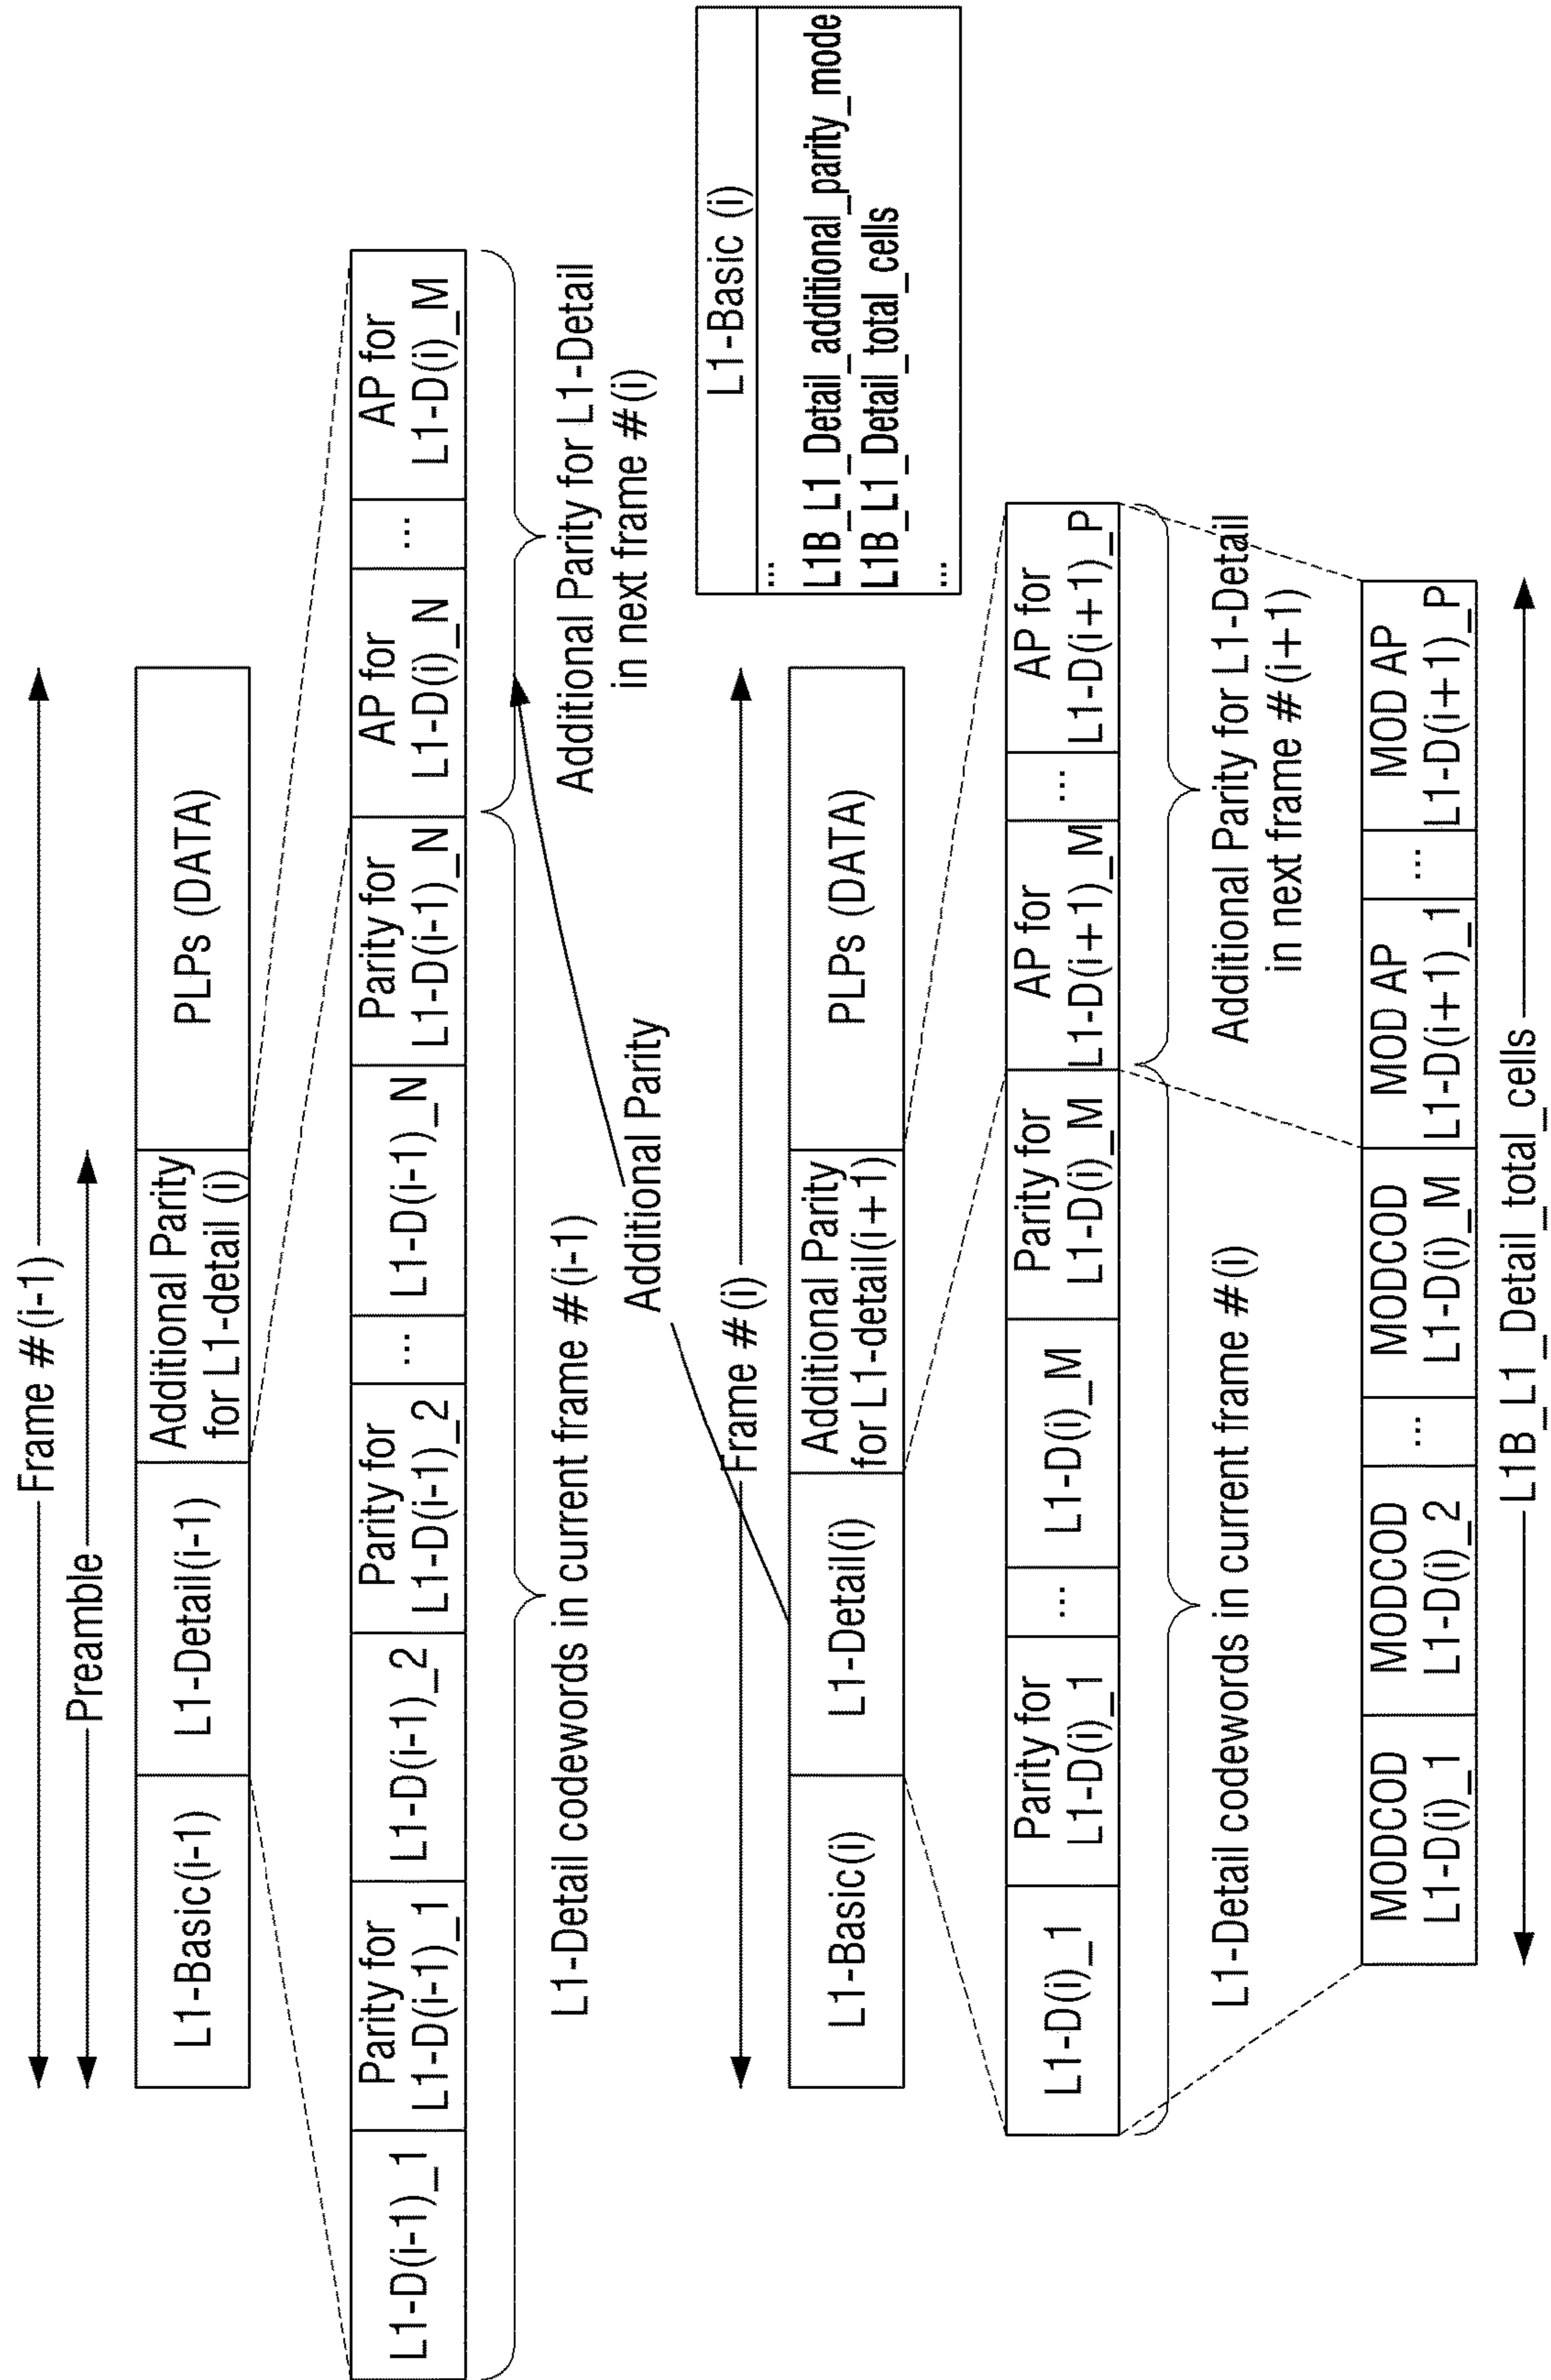 Frame #(i-1)
Preamble
L1-Basic(i-1)
L1-Detail(i-1)
Additional Parity
for L1-detail (i)
PLPs (DATA)
L1-D(i-1)_1
Parity for
L1-D(i-1)_1
L1-D(i-1)_2
Parity for
L1-D(i-1)_2
...
L1-D(i-1)_N
Parity for
L1-D(i-1)_N
AP for
L1-D(i)_N
...
AP for
L1-D(i)_M
L1-Detail codewords in current frame #(i-1)
Additional Parity for L1-Detail
in next frame #(i)
Additional Parity
L1-Basic (i)
...
L1B_L1_Detail_additional_parity_mode
L1B_L1_Detail_total_cells
...
Frame #(i)
L1-Basic(i)
L1-Detail(i)
Additional Parity
for L1-detail(i+1)
PLPs (DATA)
L1-D(i)_1
Parity for
L1-D(i)_1
...
L1-D(i)_M
Parity for
L1-D(i)_M
AP for
L1-D(i+1)_M
...
AP for
L1-D(i+1)_P
L1-Detail codewords in current frame #(i)
Additional Parity for L1-Detail
in next frame #(i+1)
MODCOD
L1-D(i)_1
MODCOD
L1-D(i)_2
...
MODCOD
L1-D(i)_M
MOD AP
L1-D(i+1)_1
...
MOD AP
L1-D(i+1)_P
L1B_L1_Detail_total_cells